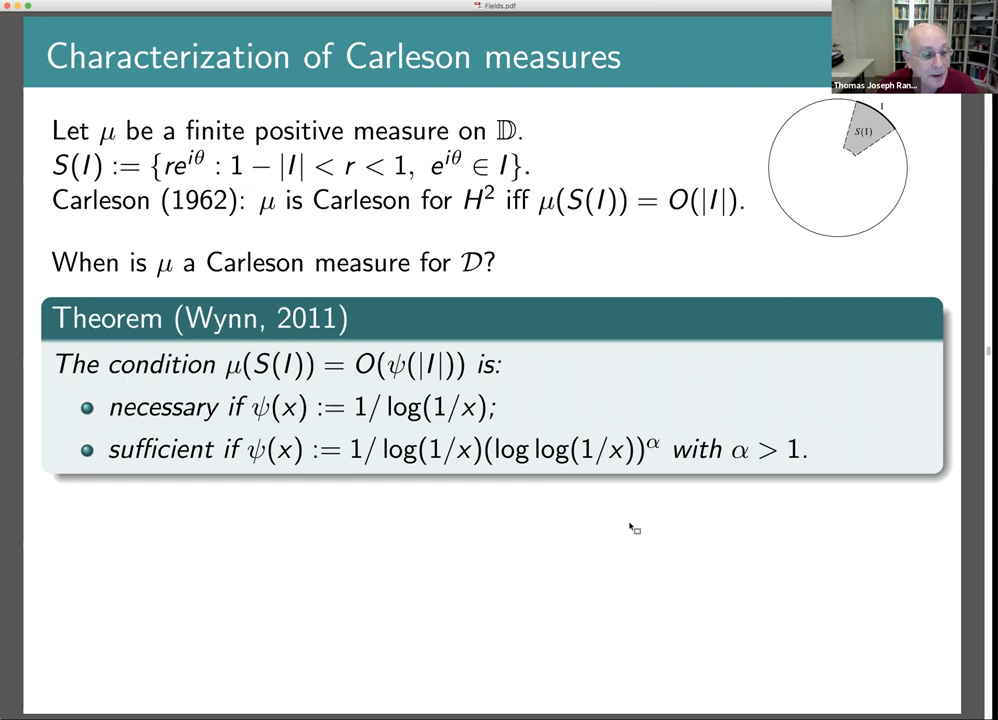 Fields.pdf
Characterization of Carleson measures
Thomas Joseph Ran...
Let μ be a finite positive measure on 𝔻.
S(I) := {re^{iθ} : 1 − |I| < r < 1, e^{iθ} ∈ I}.
Carleson (1962): μ is Carleson for H² iff μ(S(I)) = O(|I|).
I
S(I)
When is μ a Carleson measure for 𝒟?
Theorem (Wynn, 2011)
The condition μ(S(I)) = O(ψ(|I|)) is:
necessary if ψ(x) := 1/ log(1/x);
sufficient if ψ(x) := 1/ log(1/x)(log log(1/x))^α with α > 1.